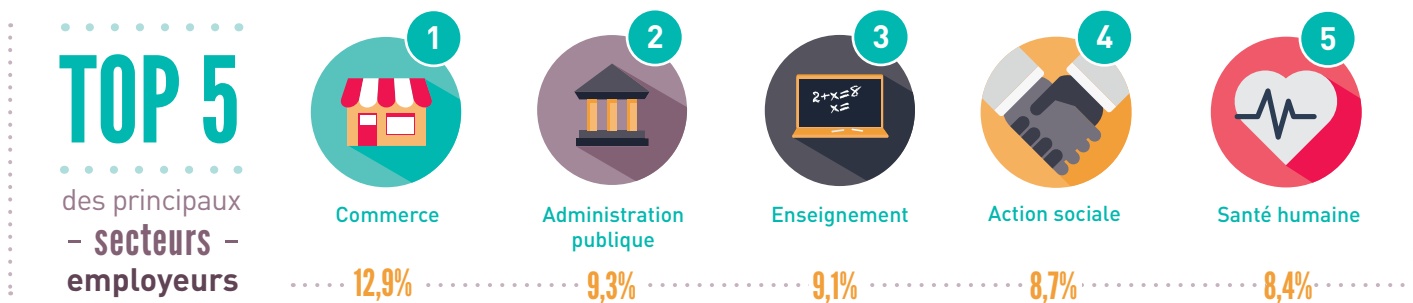 TOP 5
des principaux
– secteurs –
employeurs
1
Commerce
12,9%
2
Administration
publique
9,3%
3
2+x=8
x=
Enseignement
9,1%
4
Action sociale
8,7%
5
Santé humaine
8,4%